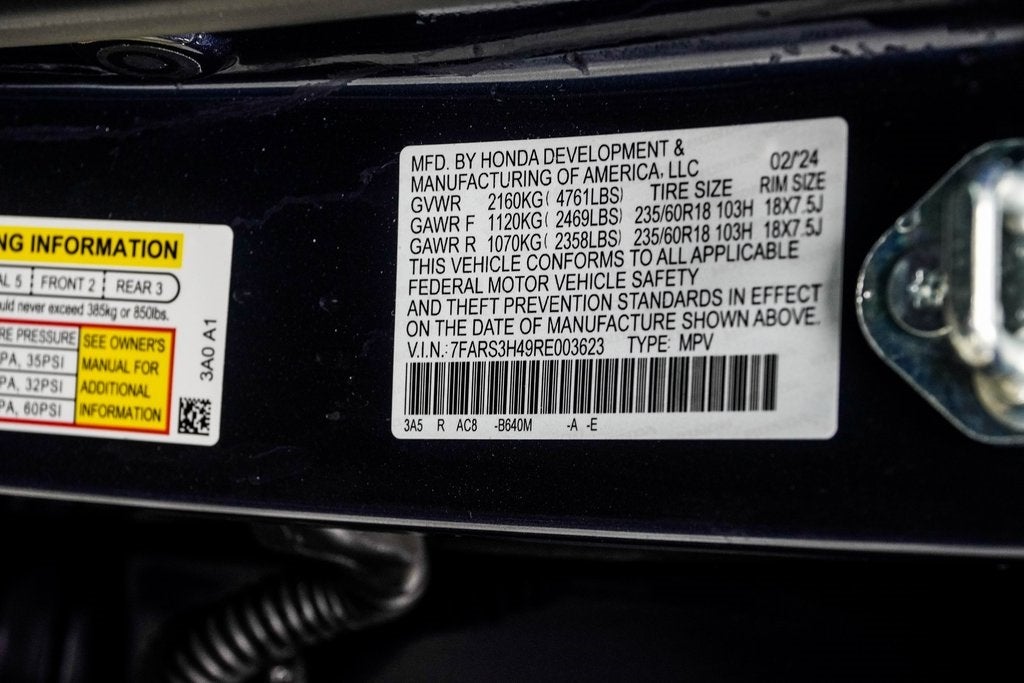 NG INFORMATION
AL 5 FRONT 2 REAR 3
uld never exceed 385kg or 850lbs.
RE PRESSURE
PA, 35PSI
PA, 32PSI
PA, 60PSI
SEE OWNER'S
MANUAL FOR
ADDITIONAL
INFORMATION
3A0 A1
MFD. BY HONDA DEVELOPMENT & 02/'24
MANUFACTURING OF AMERICA, LLC
GVWR 2160KG( 4761LBS) TIRE SIZE RIM SIZE
GAWR F 1120KG( 2469LBS) 235/60R18 103H 18X7.5J
GAWR R 1070KG( 2358LBS) 235/60R18 103H 18X7.5J
THIS VEHICLE CONFORMS TO ALL APPLICABLE
FEDERAL MOTOR VEHICLE SAFETY
AND THEFT PREVENTION STANDARDS IN EFFECT
ON THE DATE OF MANUFACTURE SHOWN ABOVE.
V.I.N.: 7FARS3H49RE003623 TYPE: MPV
3A5 R AC8 -B640M -A -E